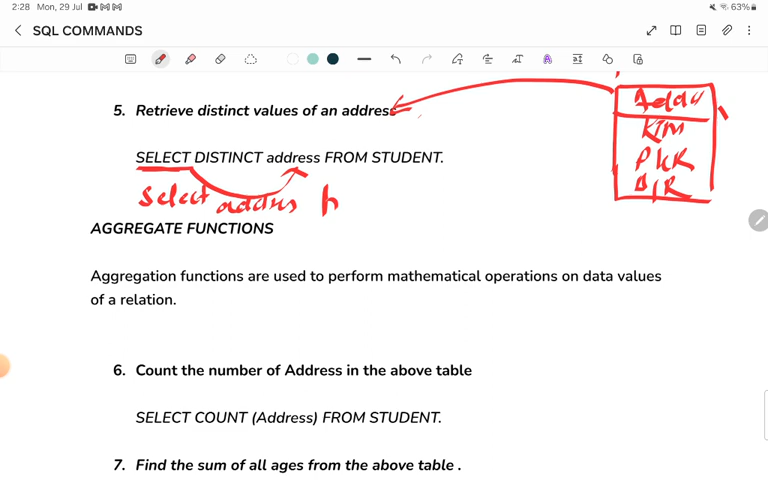 2:28 Mon, 29 Jul
63%
SQL COMMANDS
5. Retrieve distinct values of an address
SELECT DISTINCT address FROM STUDENT.
Select address
KTM
PKR
AGGREGATE FUNCTIONS
Aggregation functions are used to perform mathematical operations on data values
of a relation.
6. Count the number of Address in the above table
SELECT COUNT (Address) FROM STUDENT.
7. Find the sum of all ages from the above table .